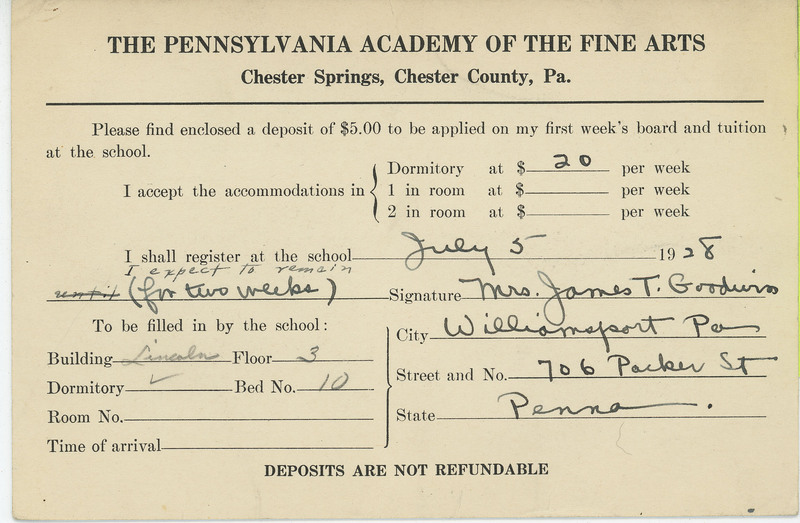 THE PENNSYLVANIA ACADEMY OF THE FINE ARTS
Chester Springs, Chester County, Pa.
Please find enclosed a deposit of $5.00 to be applied on my first week's board and tuition
at the school.
I accept the accommodations in { Dormitory at $ 20 per week
1 in room at $ per week
2 in room at $ per week
I shall register at the school July 5 1928
I expect to remain
until (for two weeks) Signature Mrs. James T. Goodwin
To be filled in by the school:
City Williamsport Pa
Building Lincoln Floor 3
Street and No. 706 Packer St
Dormitory ✓ Bed No. 10
State Penna.
Room No.
Time of arrival
DEPOSITS ARE NOT REFUNDABLE